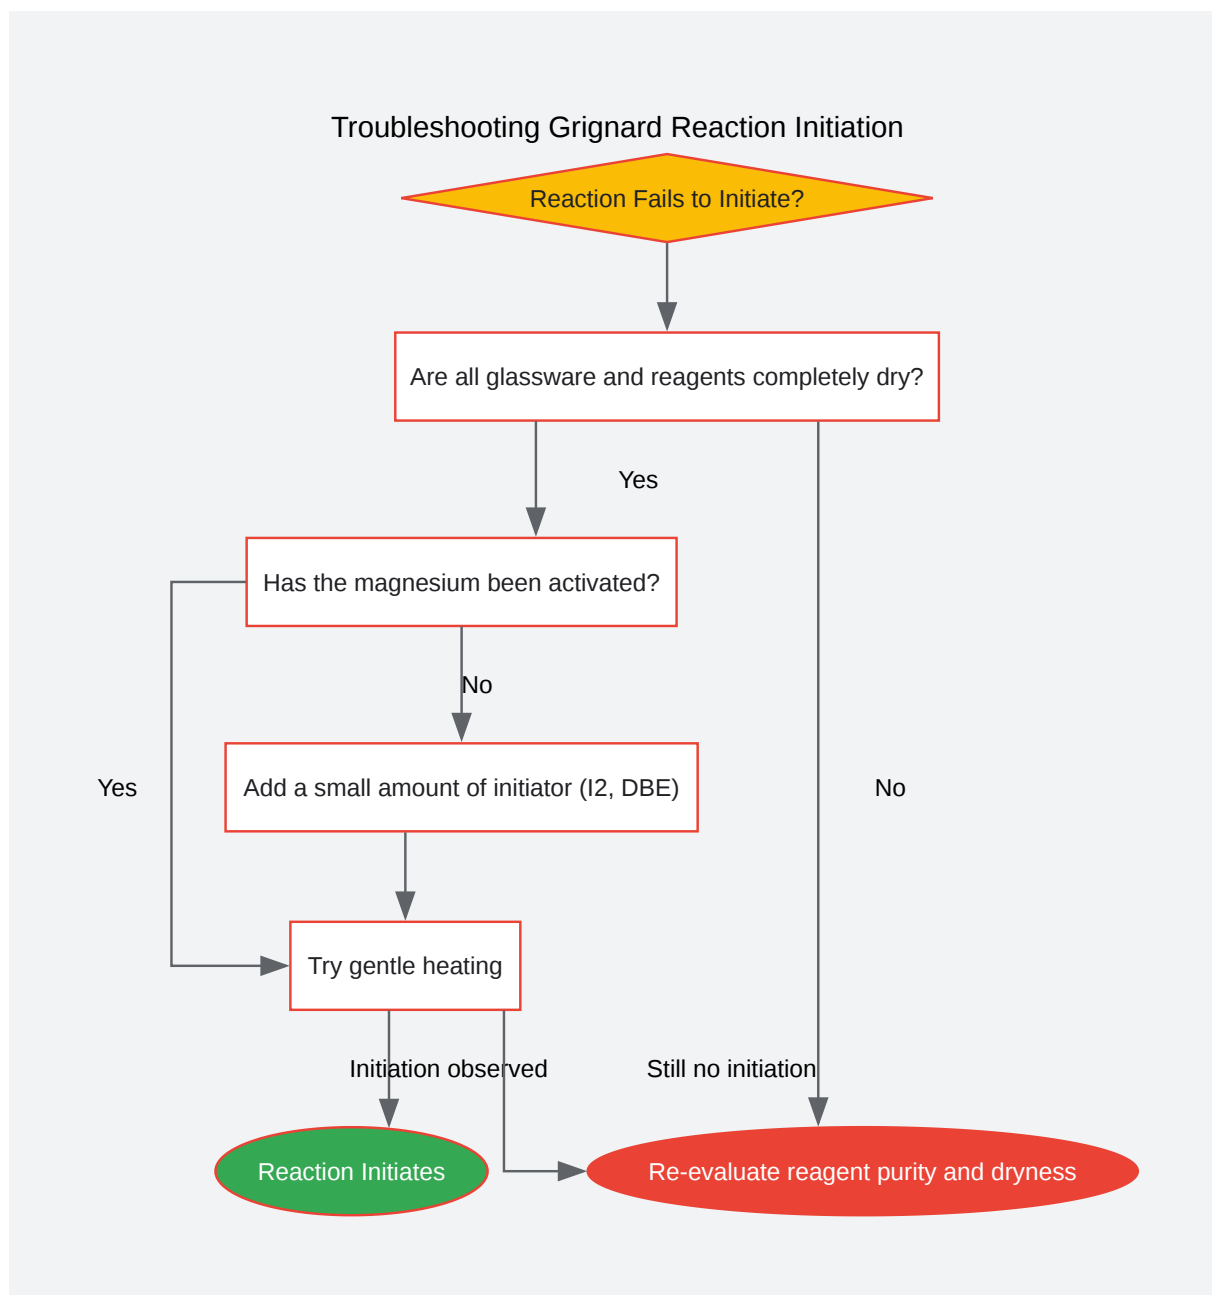 Troubleshooting Grignard Reaction Initiation
Reaction Fails to Initiate?
Are all glassware and reagents completely dry?
Yes
Has the magnesium been activated?
No
Add a small amount of initiator (I2, DBE)
Yes
No
Try gentle heating
Initiation observed
Still no initiation
Reaction Initiates
Re-evaluate reagent purity and dryness